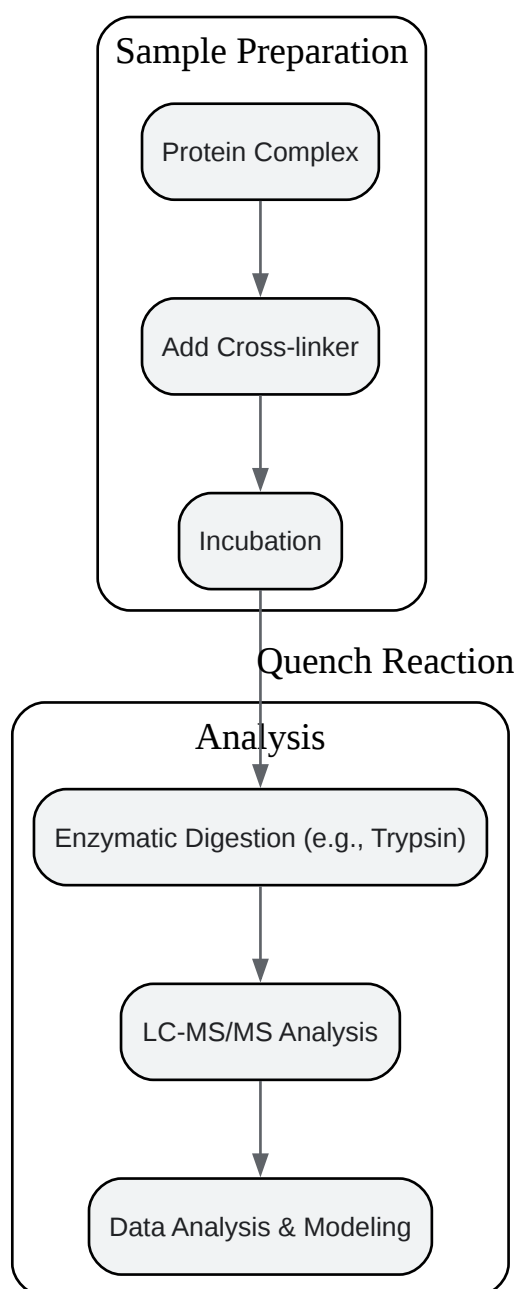 Sample Preparation
Protein Complex
Add Cross-linker
Incubation
Quench Reaction
Analysis
Enzymatic Digestion (e.g., Trypsin)
LC-MS/MS Analysis
Data Analysis & Modeling